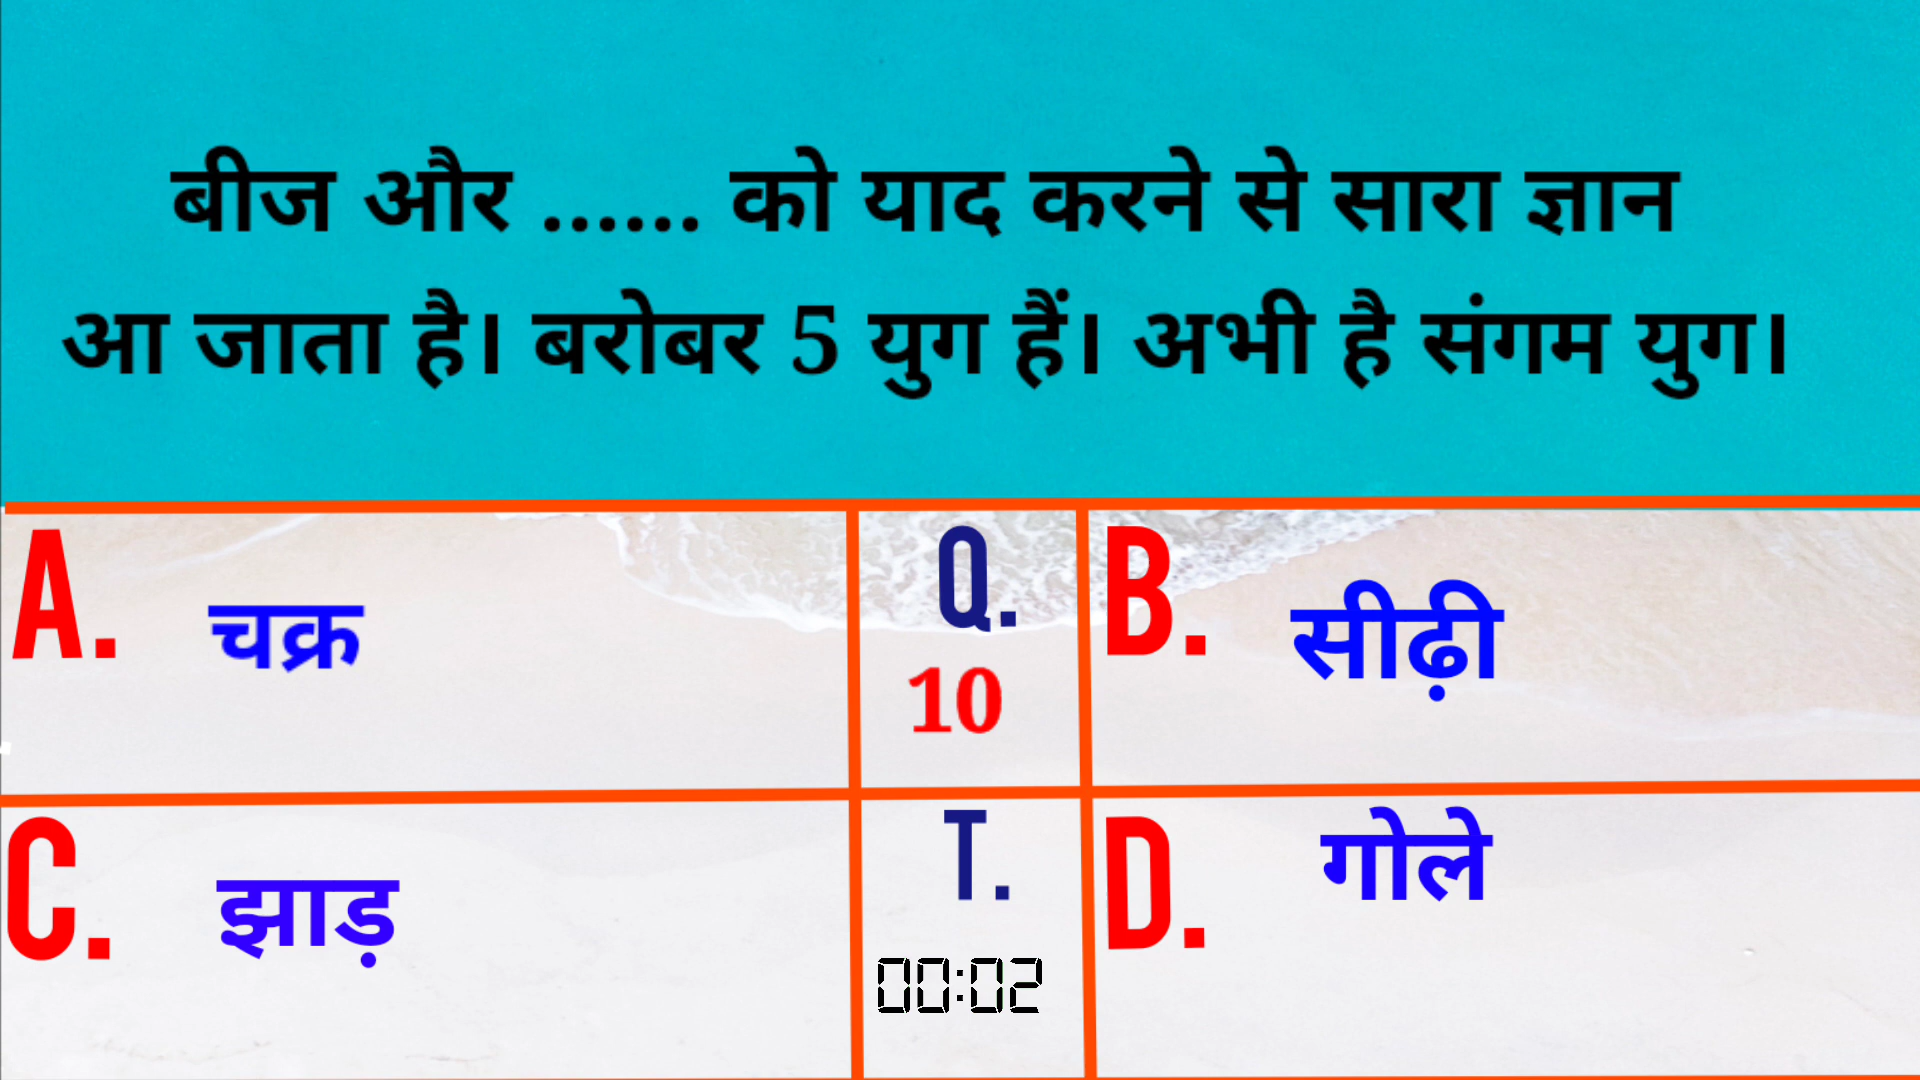 बीज और ...... को याद करने से सारा ज्ञान
आ जाता है। बरोबर 5 युग हैं। अभी है संगम युग।
A. चक्र
Q.
10
B. सीढ़ी
C. झाड़
T.
00:02
D. गोले